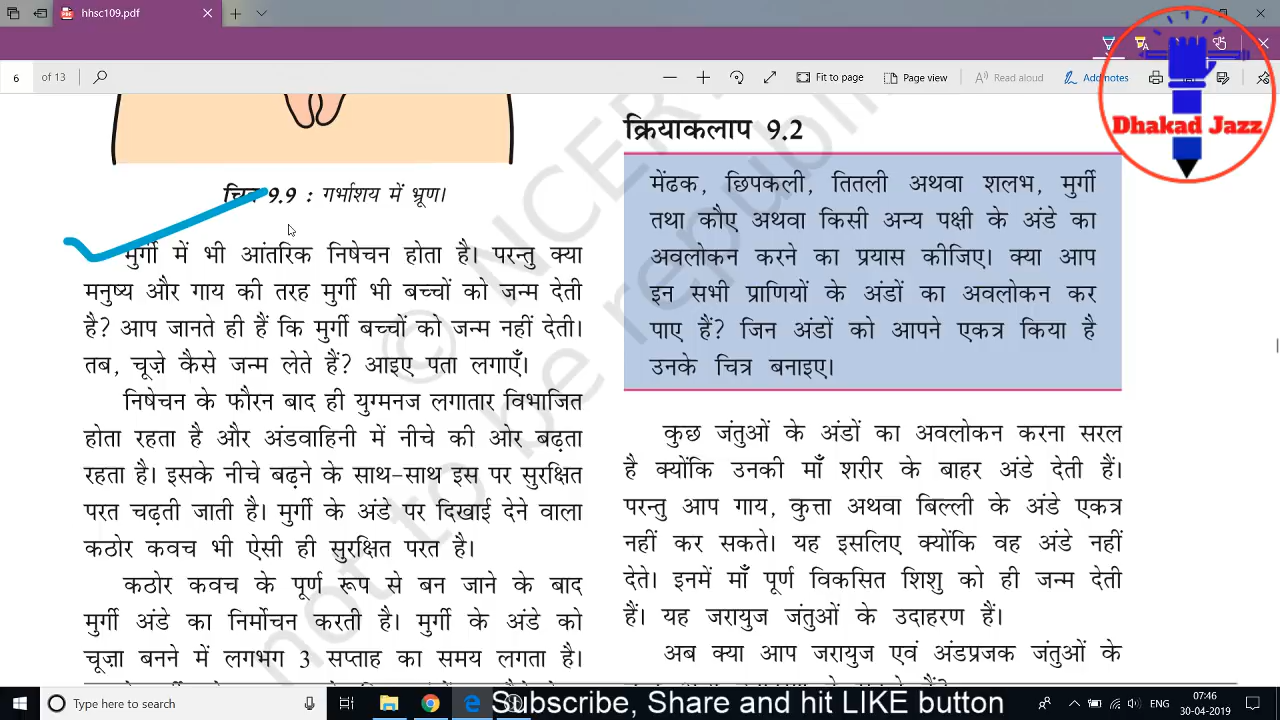 hhsc109.pdf
6 of 13
Fit to page
Page view
Read aloud
Add notes
Dhakad Jazz
© NCERT
not to be republi
चित्र 9.9 : गर्भाशय में भ्रूण।
मुर्गी में भी आंतरिक निषेचन होता है। परन्तु क्या
मनुष्य और गाय की तरह मुर्गी भी बच्चों को जन्म देती
है? आप जानते ही हैं कि मुर्गी बच्चों को जन्म नहीं देती।
तब, चूजे कैसे जन्म लेते हैं? आइए पता लगाएँ।
निषेचन के फौरन बाद ही युग्मनज लगातार विभाजित
होता रहता है और अंडवाहिनी में नीचे की ओर बढ़ता
रहता है। इसके नीचे बढ़ने के साथ-साथ इस पर सुरक्षित
परत चढ़ती जाती है। मुर्गी के अंडे पर दिखाई देने वाला
कठोर कवच भी ऐसी ही सुरक्षित परत है।
कठोर कवच के पूर्ण रूप से बन जाने के बाद
मुर्गी अंडे का निर्मोचन करती है। मुर्गी के अंडे को
चूज़ा बनने में लगभग 3 सप्ताह का समय लगता है।
क्रियाकलाप 9.2
मेंढक, छिपकली, तितली अथवा शलभ, मुर्गी
तथा कौए अथवा किसी अन्य पक्षी के अंडे का
अवलोकन करने का प्रयास कीजिए। क्या आप
इन सभी प्राणियों के अंडों का अवलोकन कर
पाए हैं? जिन अंडों को आपने एकत्र किया है
उनके चित्र बनाइए।
कुछ जंतुओं के अंडों का अवलोकन करना सरल
है क्योंकि उनकी माँ शरीर के बाहर अंडे देती हैं।
परन्तु आप गाय, कुत्ता अथवा बिल्ली के अंडे एकत्र
नहीं कर सकते। यह इसलिए क्योंकि वह अंडे नहीं
देते। इनमें माँ पूर्ण विकसित शिशु को ही जन्म देती
हैं। यह जरायुज जंतुओं के उदाहरण हैं।
अब क्या आप जरायुज एवं अंडप्रजक जंतुओं के
Type here to search
Subscribe, Share and hit LIKE button
ENG
07:46
30-04-2019